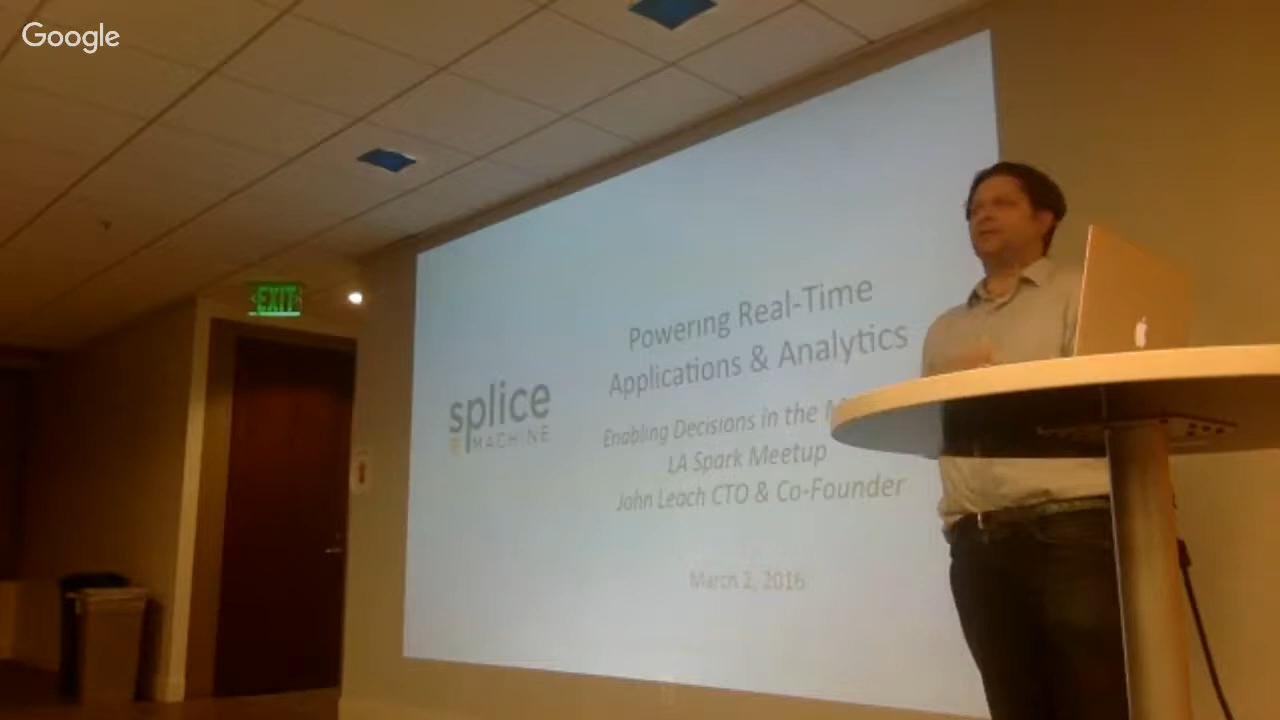 Google
EXIT
splice
MACHINE
Powering Real-Time
Applications & Analytics
Enabling Decisions in the
LA Spark Meetup
John Leach CTO & Co-Founder
March 2, 2016